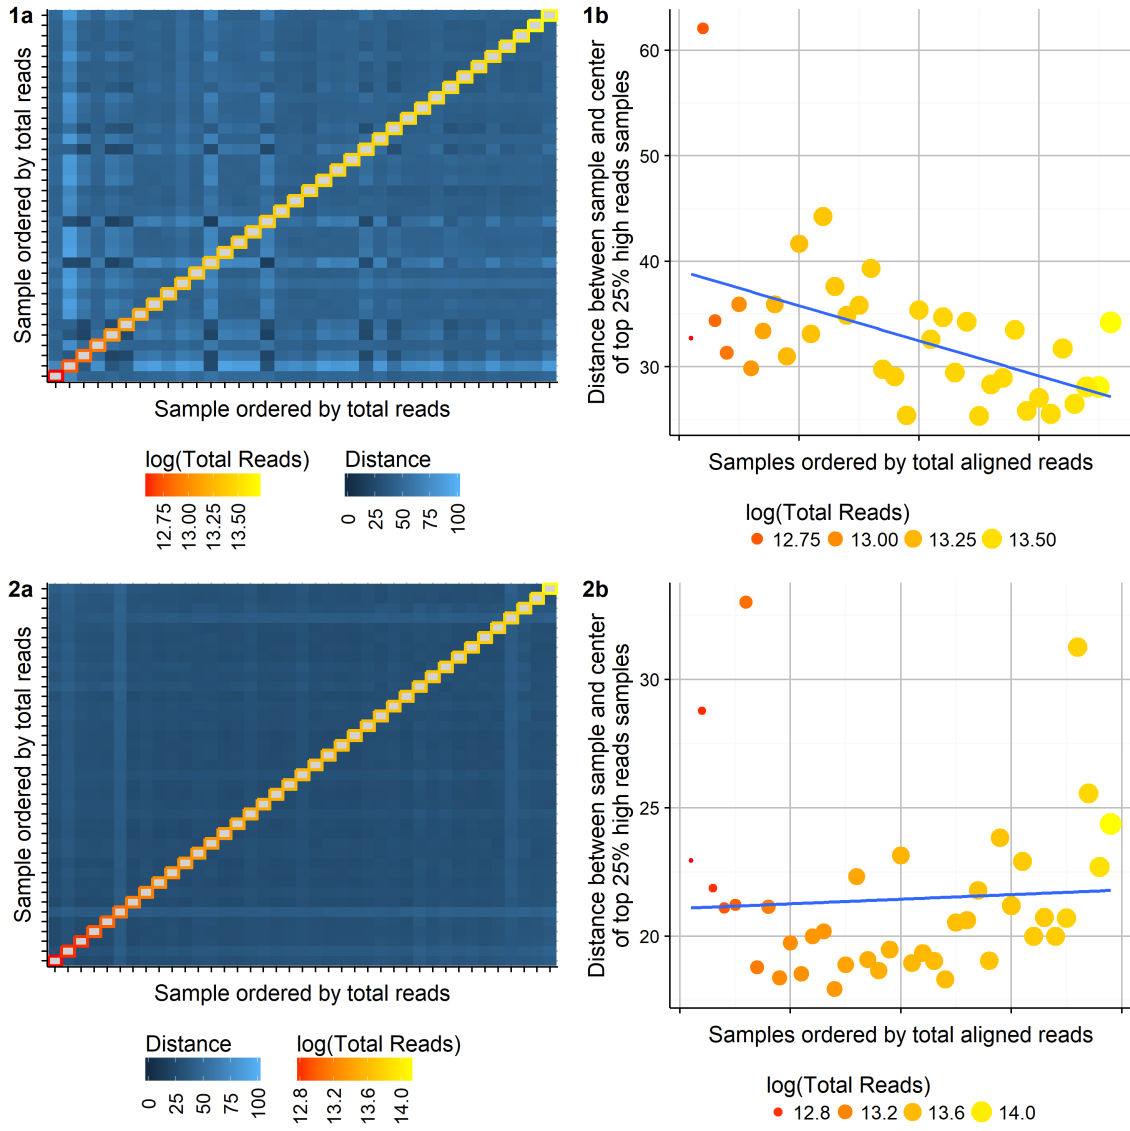 1a
Sample ordered by total reads
Sample ordered by total reads
log(Total Reads)
12.75
13.00
13.25
13.50
Distance
0
25
50
75
100
1b
Distance between sample and center
of top 25% high reads samples
60
50
40
30
Samples ordered by total aligned reads
log(Total Reads)
12.75 13.00 13.25 13.50
2a
Sample ordered by total reads
Sample ordered by total reads
Distance
0
25
50
75
100
log(Total Reads)
12.8
13.2
13.6
14.0
2b
Distance between sample and center
of top 25% high reads samples
30
25
20
Samples ordered by total aligned reads
log(Total Reads)
12.8 13.2 13.6 14.0